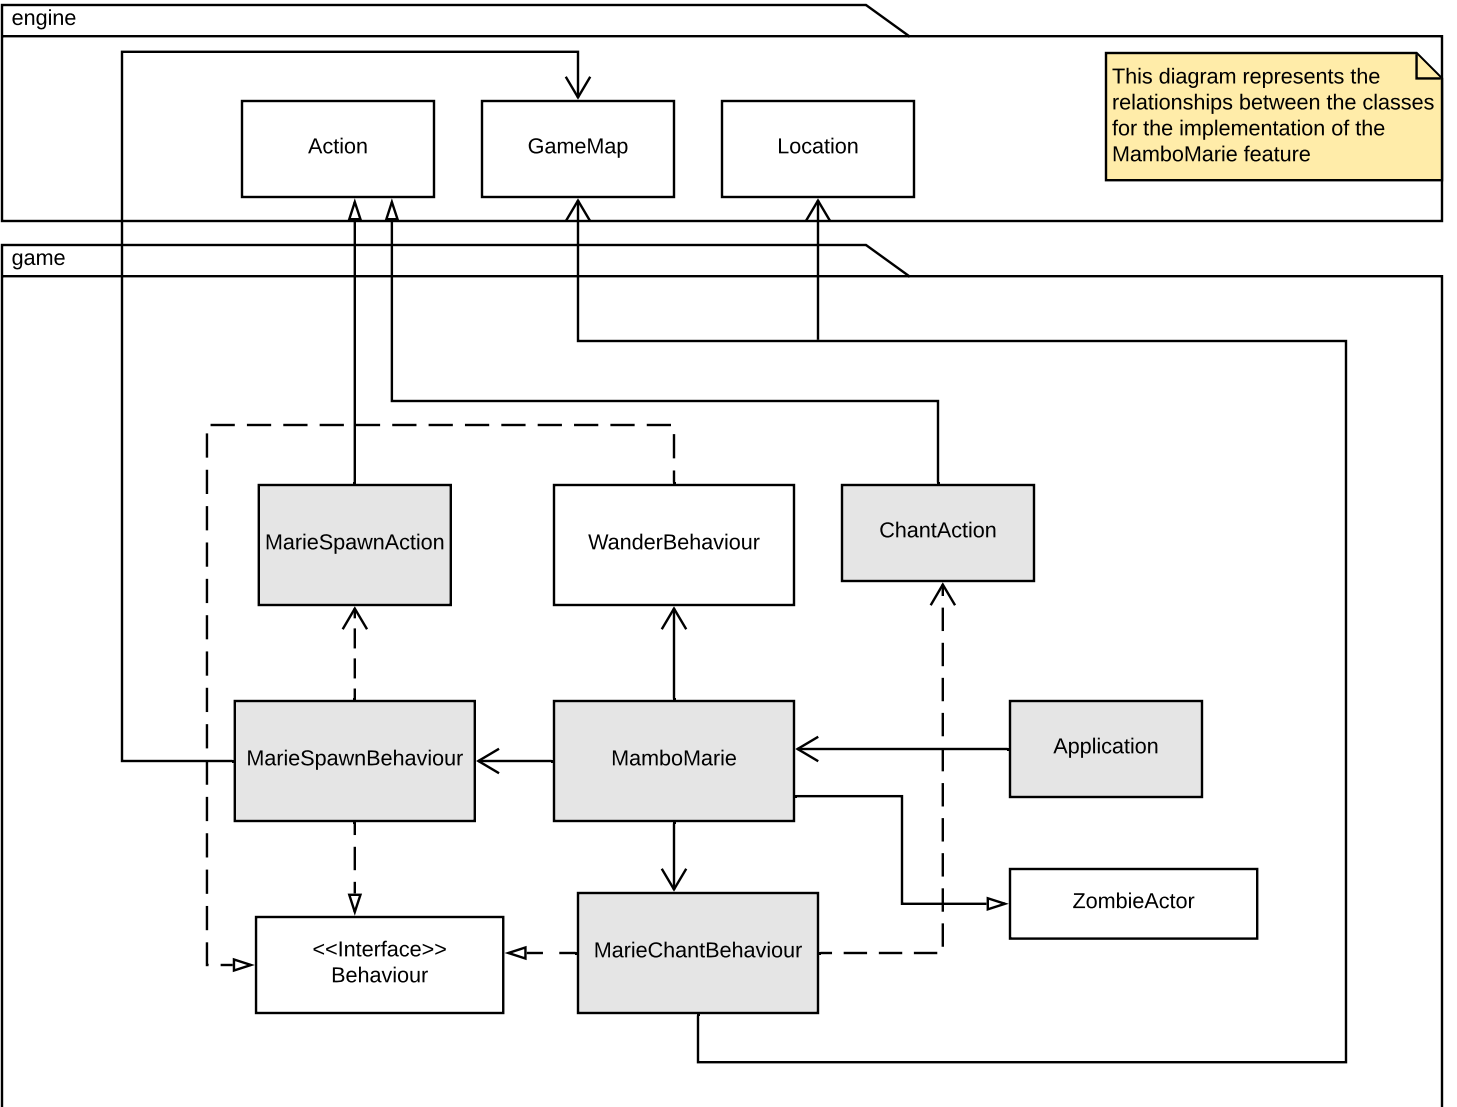 engine
This diagram represents the
relationships between the classes
for the implementation of the
MamboMarie feature
Action
GameMap
Location
game
MarieSpawnAction
WanderBehaviour
ChantAction
MarieSpawnBehaviour
MamboMarie
Application
ZombieActor
<<Interface>>
Behaviour
MarieChantBehaviour